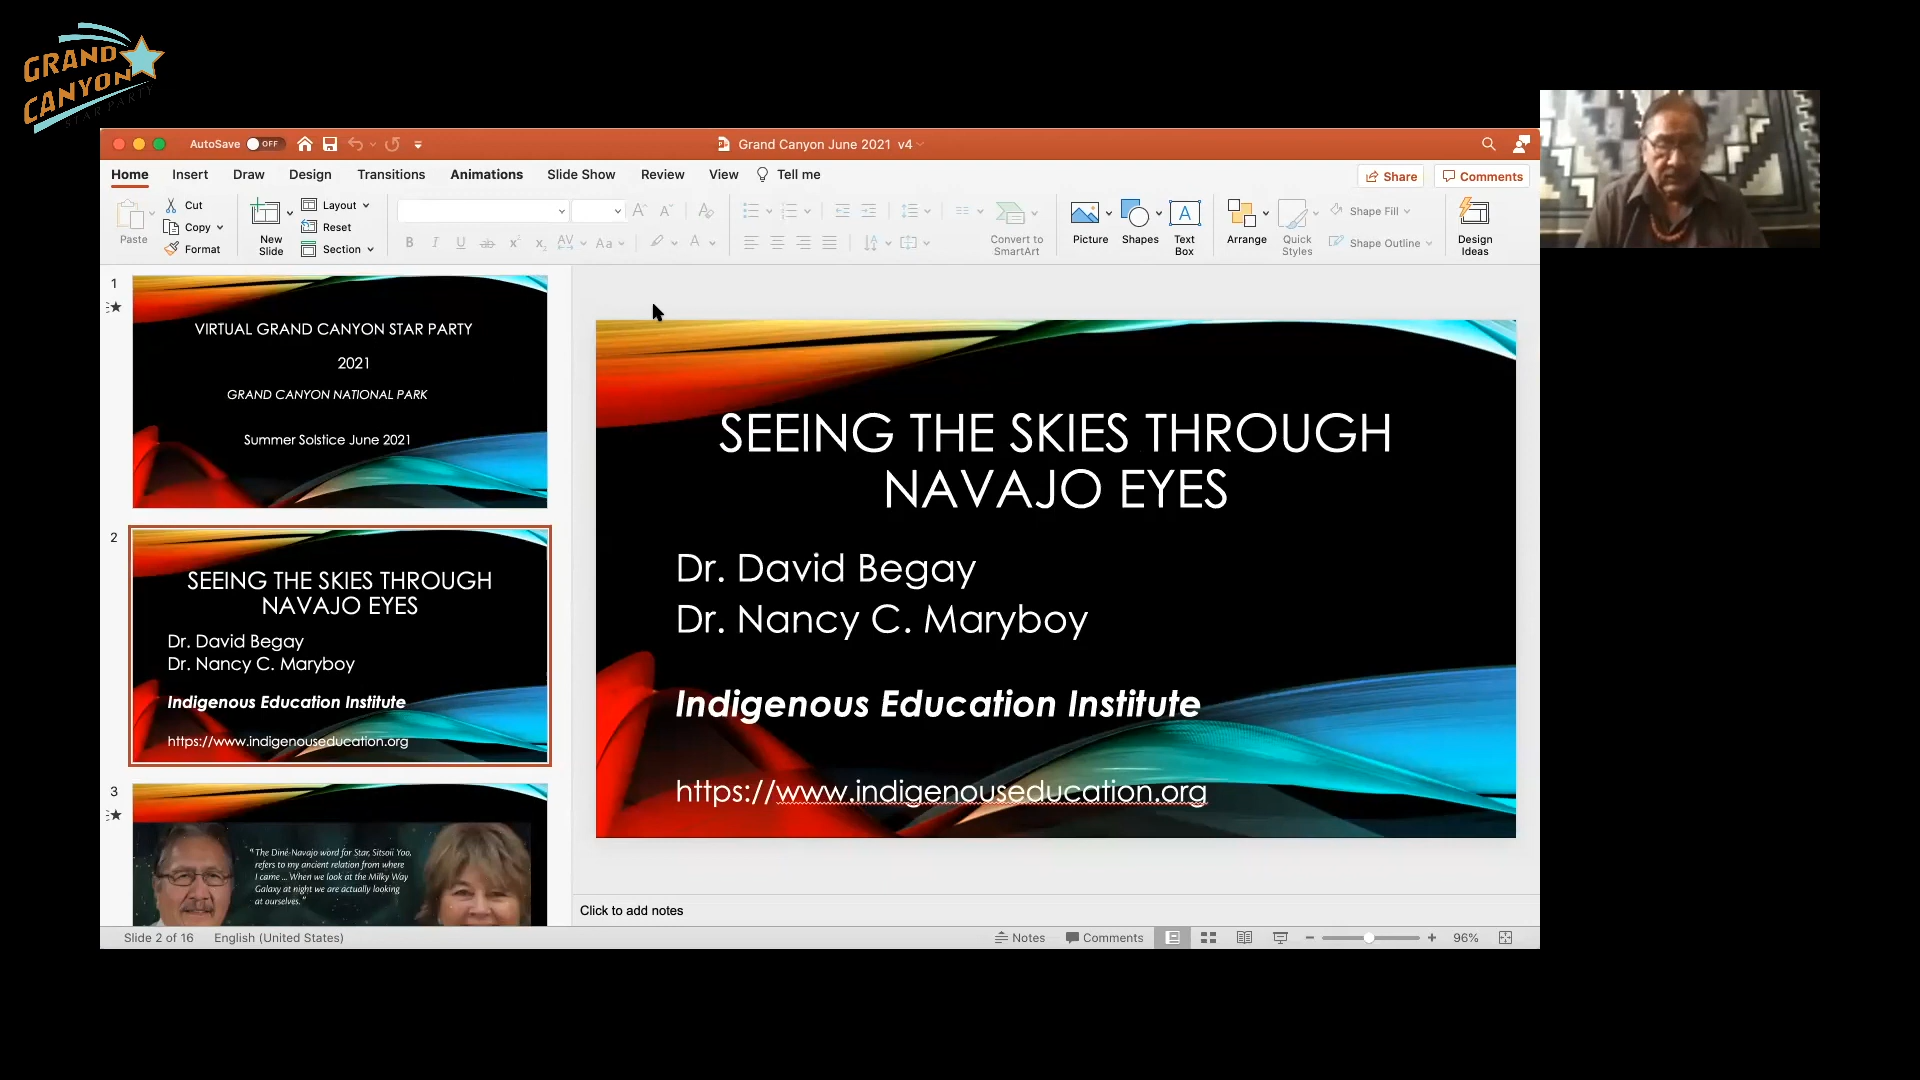 GRAND
CANYON
STAR PARTY
AutoSave OFF
Grand Canyon June 2021 v4
Home Insert Draw Design Transitions Animations Slide Show Review View Tell me
Share Comments
Paste
Cut
Copy
Format
New
Slide
Layout
Reset
Section
Convert to
SmartArt
Picture
Shapes
Text
Box
Arrange
Quick
Styles
Shape Fill
Shape Outline
Design
Ideas
1
VIRTUAL GRAND CANYON STAR PARTY
2021
GRAND CANYON NATIONAL PARK
Summer Solstice June 2021
2
SEEING THE SKIES THROUGH
NAVAJO EYES
Dr. David Begay
Dr. Nancy C. Maryboy
Indigenous Education Institute
https://www.indigenouseducation.org
3
“The Diné-Navajo word for Star, Sitsoii Yoo,
refers to my ancient relation from where
I came ... When we look at the Milky Way
Galaxy at night we are actually looking
at ourselves.”
SEEING THE SKIES THROUGH
NAVAJO EYES
Dr. David Begay
Dr. Nancy C. Maryboy
Indigenous Education Institute
https://www.indigenouseducation.org
Click to add notes
Slide 2 of 16 English (United States)
Notes Comments 96%